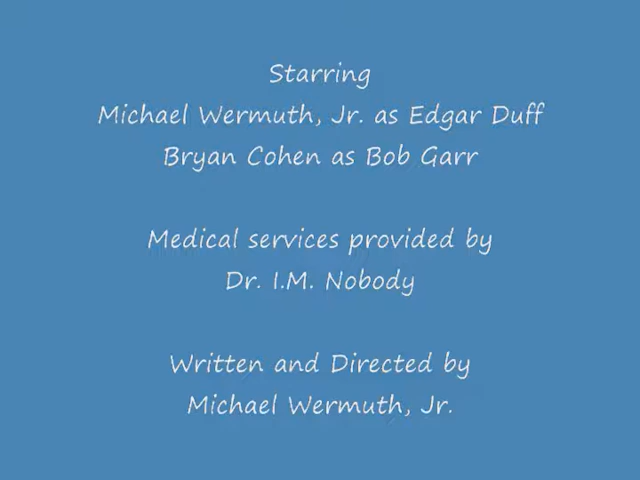 Starring
Michael Wermuth, Jr. as Edgar Duff
Bryan Cohen as Bob Garr
Medical services provided by
Dr. I.M. Nobody
Written and Directed by
Michael Wermuth, Jr.